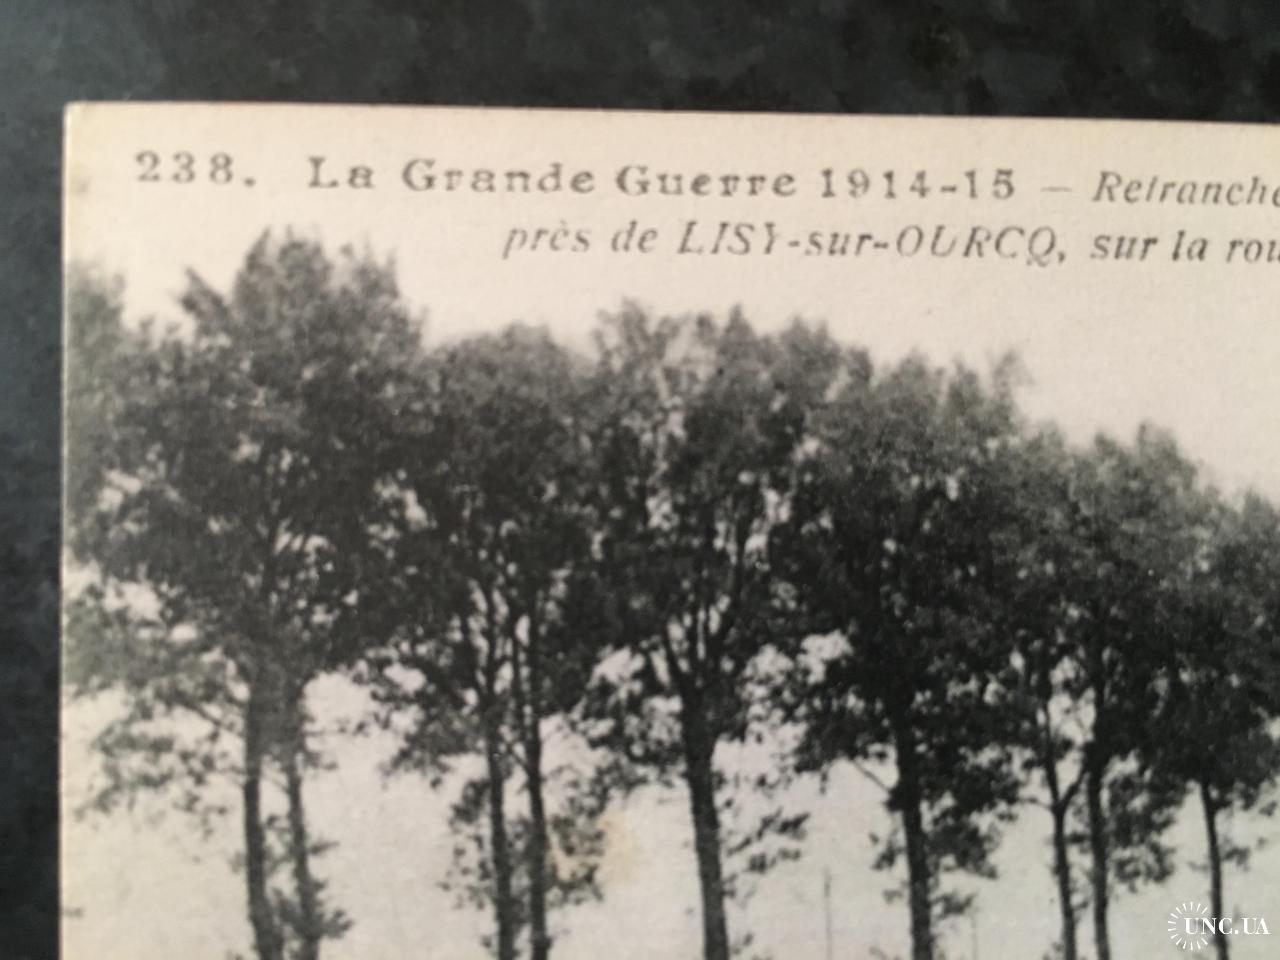 238. La Grande Guerre 1914-15 — Retranche
près de LISY-sur-OURCQ, sur la rou
UNC.UA